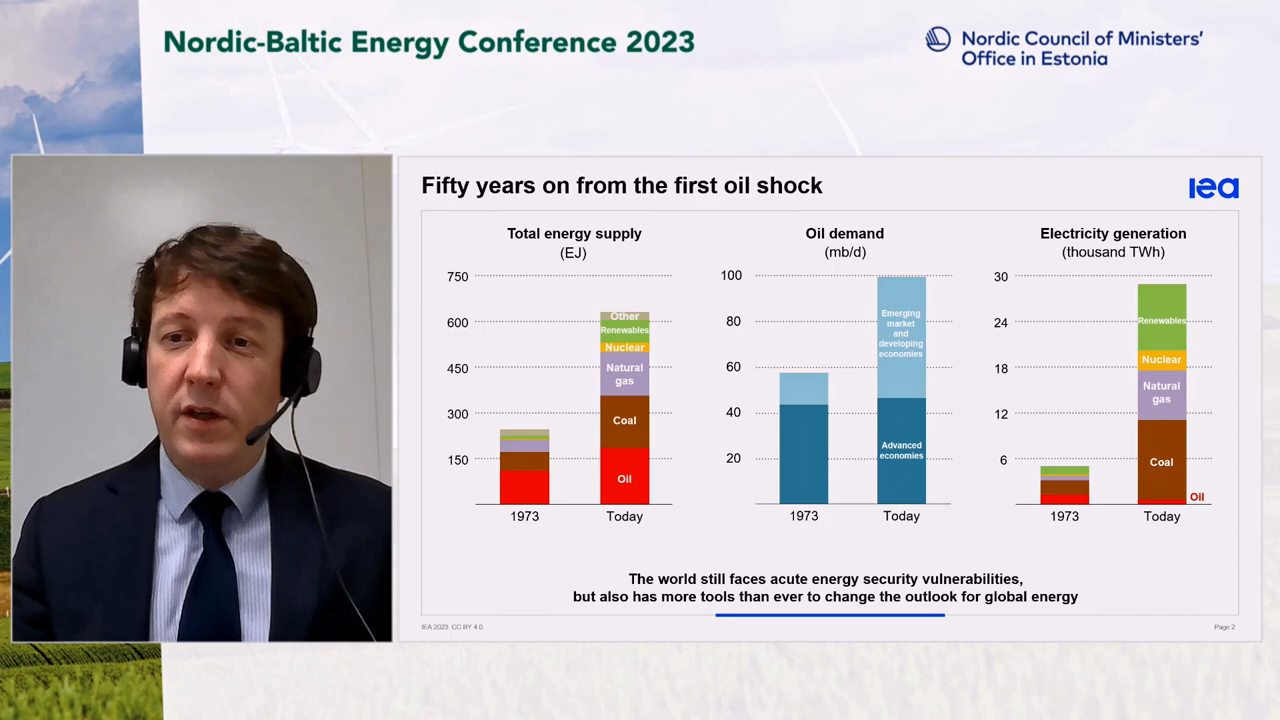 Nordic-Baltic Energy Conference 2023
Nordic Council of Ministers’
Office in Estonia
Fifty years on from the first oil shock
iea
Total energy supply
(EJ)
750
600
450
300
150
Other
Renewables
Nuclear
Natural
gas
Coal
Oil
1973
Today
Oil demand
(mb/d)
100
80
60
40
20
Emerging
market
and
developing
economies
Advanced
economies
1973
Today
Electricity generation
(thousand TWh)
30
24
18
12
6
Renewables
Nuclear
Natural
gas
Coal
Oil
1973
Today
The world still faces acute energy security vulnerabilities,
but also has more tools than ever to change the outlook for global energy
IEA 2023. CC BY 4.0.
Page 2